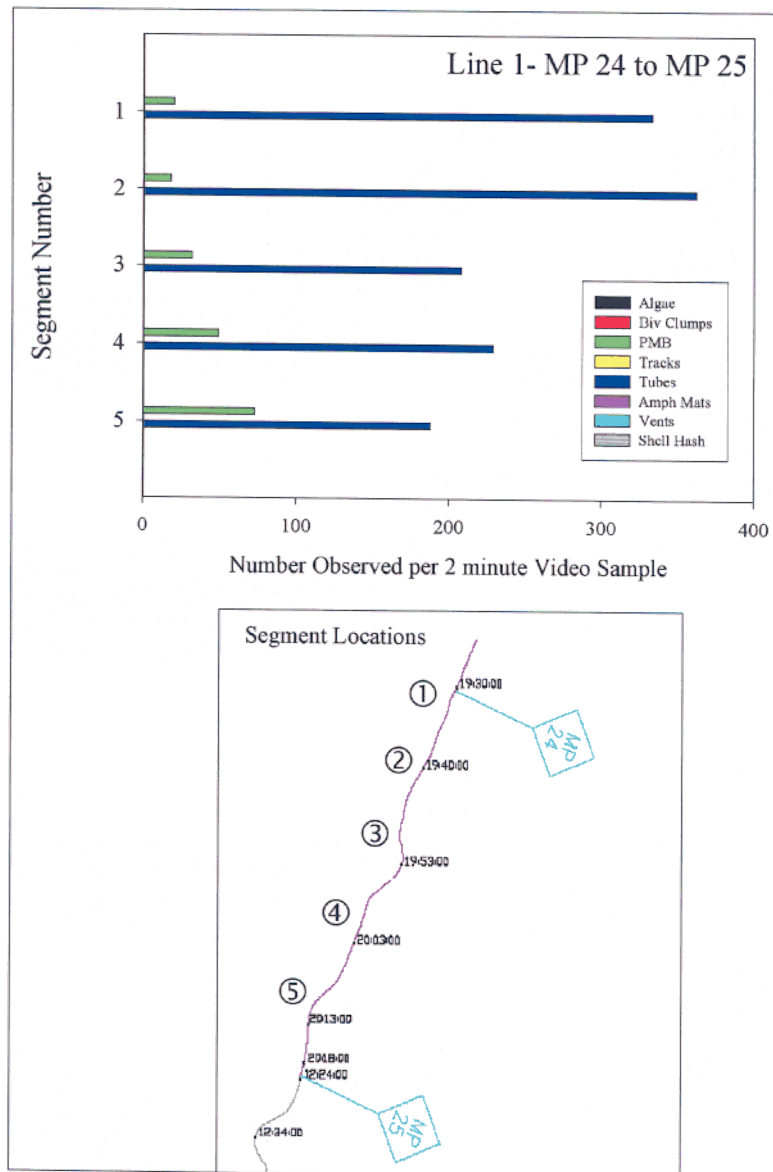 Line 1- MP 24 to MP 25
Segment Number
1
2
3
4
5
Algae
Biv Clumps
PMB
Tracks
Tubes
Amph Mats
Vents
Shell Hash
0 100 200 300 400
Number Observed per 2 minute Video Sample
Segment Locations
① 19:30:00
MP
24
② 19:40:00
③
19:53:00
④
20:03:00
⑤
20:13:00
20:18:00
12:24:00
MP
25
12:34:00